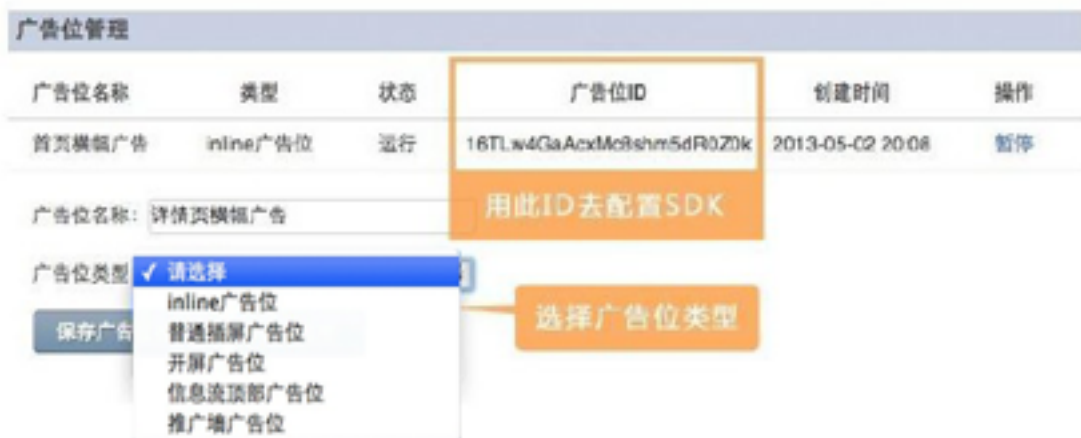 广告位管理
广告位名称 类型 状态 广告位ID 创建时间 操作
首页横幅广告 inline广告位 运行 16TLw4GaAcxMc8shm5dR0Z0k 2013-05-02 20:08 暂停
用此ID去配置SDK
广告位名称: 详情页横幅广告
广告位类型 ✓ 请选择
inline广告位
选择广告位类型
保存广告 普通插屏广告位
开屏广告位
信息流顶部广告位
推广墙广告位